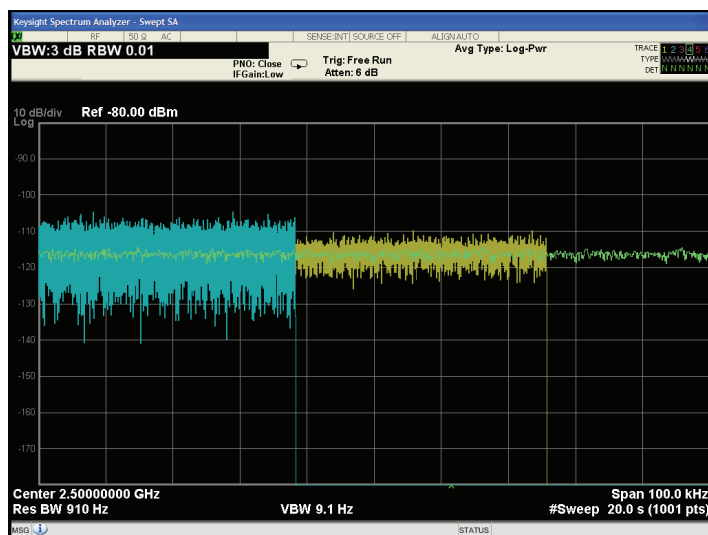 Keysight Spectrum Analyzer - Swept SA
RF 50 Ω AC SENSE:INT SOURCE OFF ALIGN AUTO
VBW:3 dB RBW 0.01
PNO: Close
IFGain:Low
Trig: Free Run
Atten: 6 dB
Avg Type: Log-Pwr
TRACE 1 2 3 4 5 6
TYPE
DET N N N N N N
10 dB/div Ref -80.00 dBm
Log
-90.0
-100
-110
-120
-130
-140
-150
-160
-170
Center 2.50000000 GHz Span 100.0 kHz
Res BW 910 Hz VBW 9.1 Hz #Sweep 20.0 s (1001 pts)
MSG STATUS